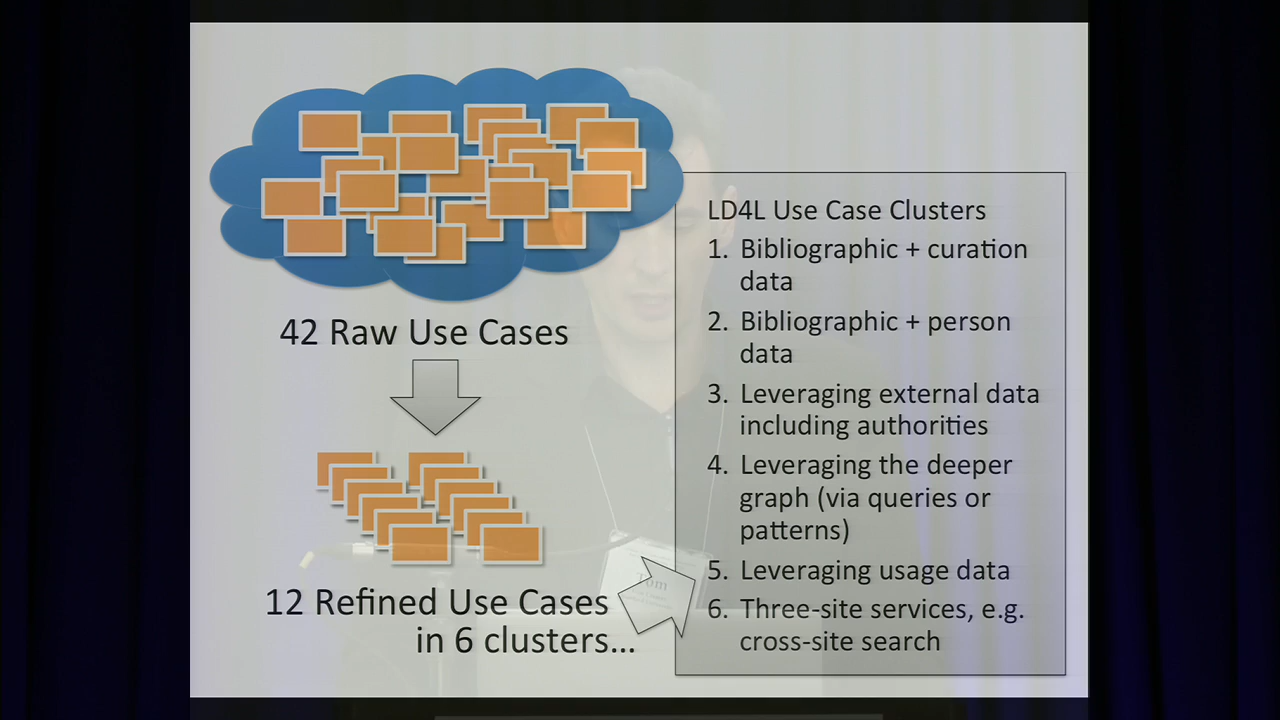 42 Raw Use Cases
12 Refined Use Cases
in 6 clusters...
LD4L Use Case Clusters
1. Bibliographic + curation
data
2. Bibliographic + person
data
3. Leveraging external data
including authorities
4. Leveraging the deeper
graph (via queries or
patterns)
5. Leveraging usage data
6. Three-site services, e.g.
cross-site search
Tom